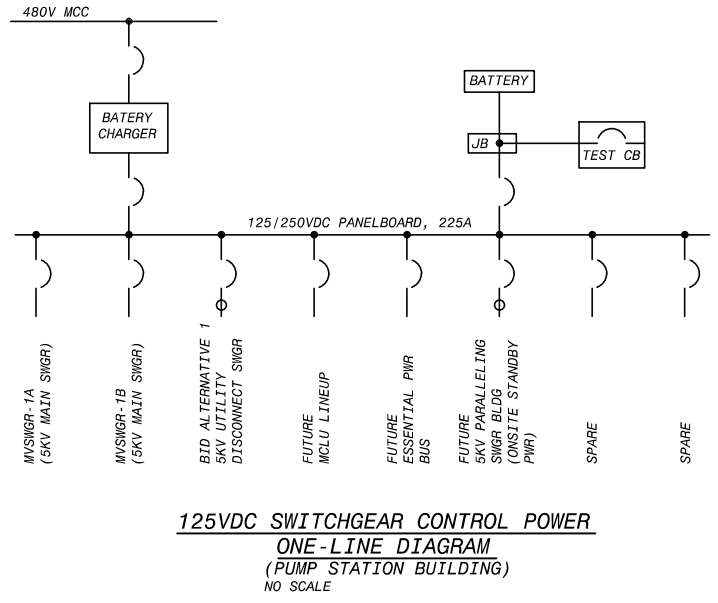 480V MCC
BATTERY
BATERY
CHARGER
JB
TEST CB
125/250VDC PANELBOARD, 225A
MVSWGR-1A
(5KV MAIN SWGR)
MVSWGR-1B
(5KV MAIN SWGR)
BID ALTERNATIVE 1
5KV UTILITY
DISCONNECT SWGR
FUTURE
MCLU LINEUP
FUTURE
ESSENTIAL PWR
BUS
FUTURE
5KV PARALLELING
SWGR BLDG
(ONSITE STANDBY
PWR)
SPARE
SPARE
125VDC SWITCHGEAR CONTROL POWER
ONE-LINE DIAGRAM
(PUMP STATION BUILDING)
NO SCALE